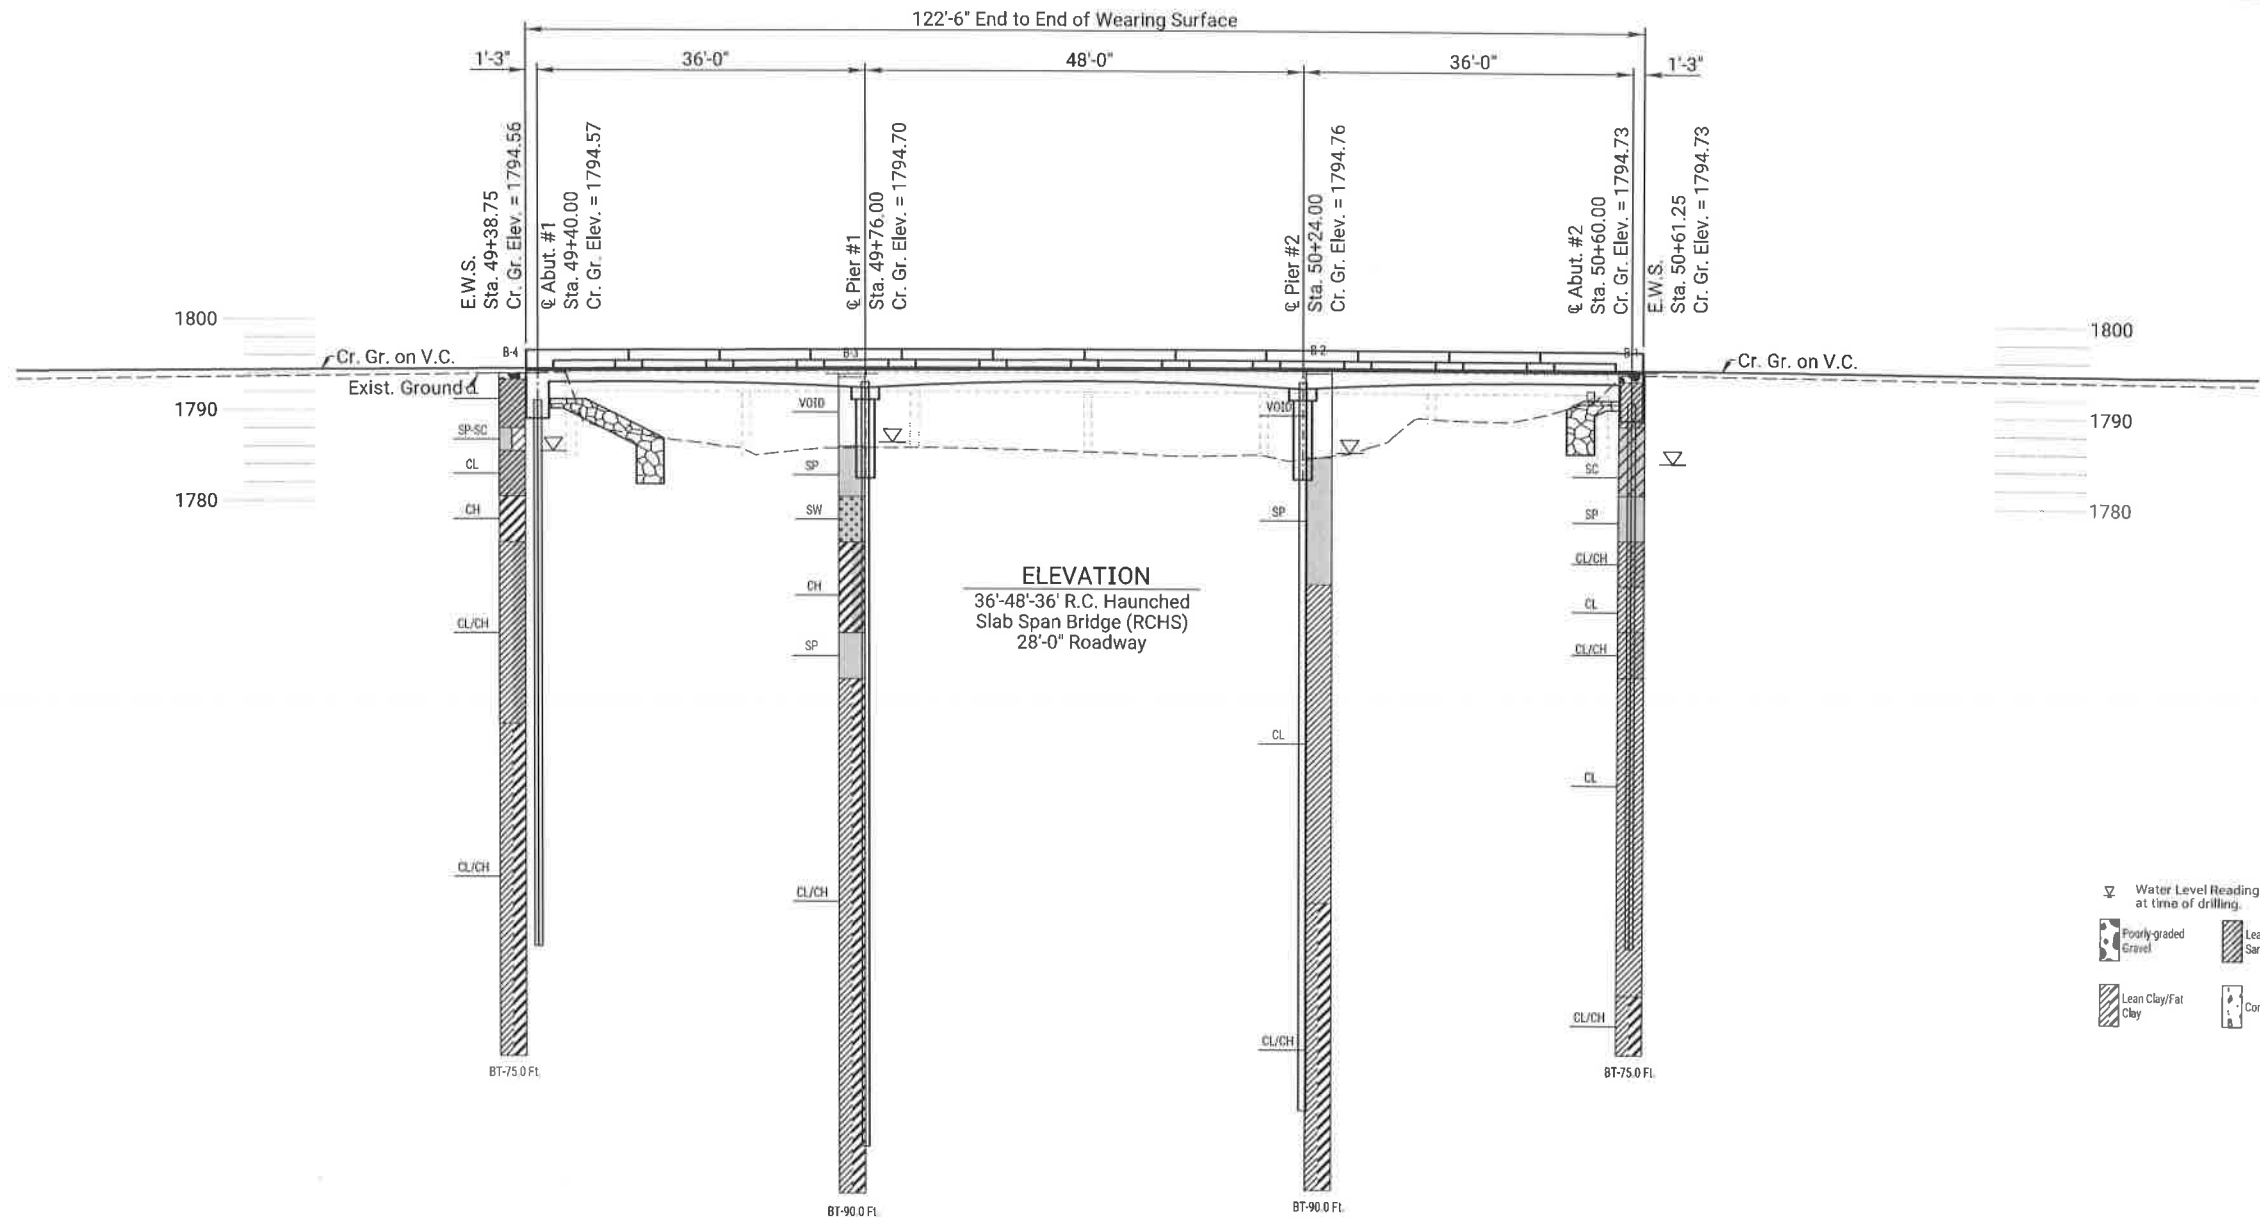 122'-6" End to End of Wearing Surface
1'-3"
36'-0"
48'-0"
36'-0"
1'-3"
E.W.S.
Sta. 49+38.75
Cr. Gr. Elev. = 1794.56
℄ Abut. #1
Sta. 49+40.00
Cr. Gr. Elev. = 1794.57
℄ Pier #1
Sta. 49+76.00
Cr. Gr. Elev. = 1794.70
℄ Pier #2
Sta. 50+24.00
Cr. Gr. Elev. = 1794.76
℄ Abut. #2
Sta. 50+60.00
Cr. Gr. Elev. = 1794.73
E.W.S.
Sta. 50+61.25
Cr. Gr. Elev. = 1794.73
1800
1790
1780
1800
1790
1780
Cr. Gr. on V.C.
Exist. Ground
Cr. Gr. on V.C.
B-4
B-3
B-2
B-1
CL
SP-SC
CL
CH
CL/CH
CL/CH
BT-75.0 Ft.
VOID
SP
SW
CH
SP
CL/CH
BT-90.0 Ft.
ELEVATION
36'-48'-36' R.C. Haunched
Slab Span Bridge (RCHS)
28'-0" Roadway
VOID
SP
CL
CL/CH
BT-90.0 Ft.
SC
SP
CL/CH
CL
CL/CH
CL
CL/CH
BT-75.0 Ft.
Water Level Reading
at time of drilling.
Poorly-graded
Gravel
Lean Clay/Fat
Clay